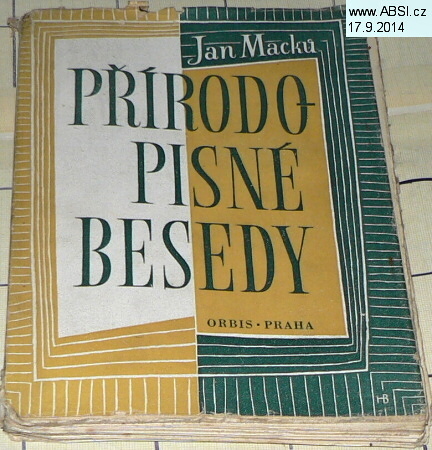 www.ABSI.cz
17.9.2014
Jan Macků
PŘÍRODO-
PISNÉ
BESEDY
ORBIS · PRAHA
HB